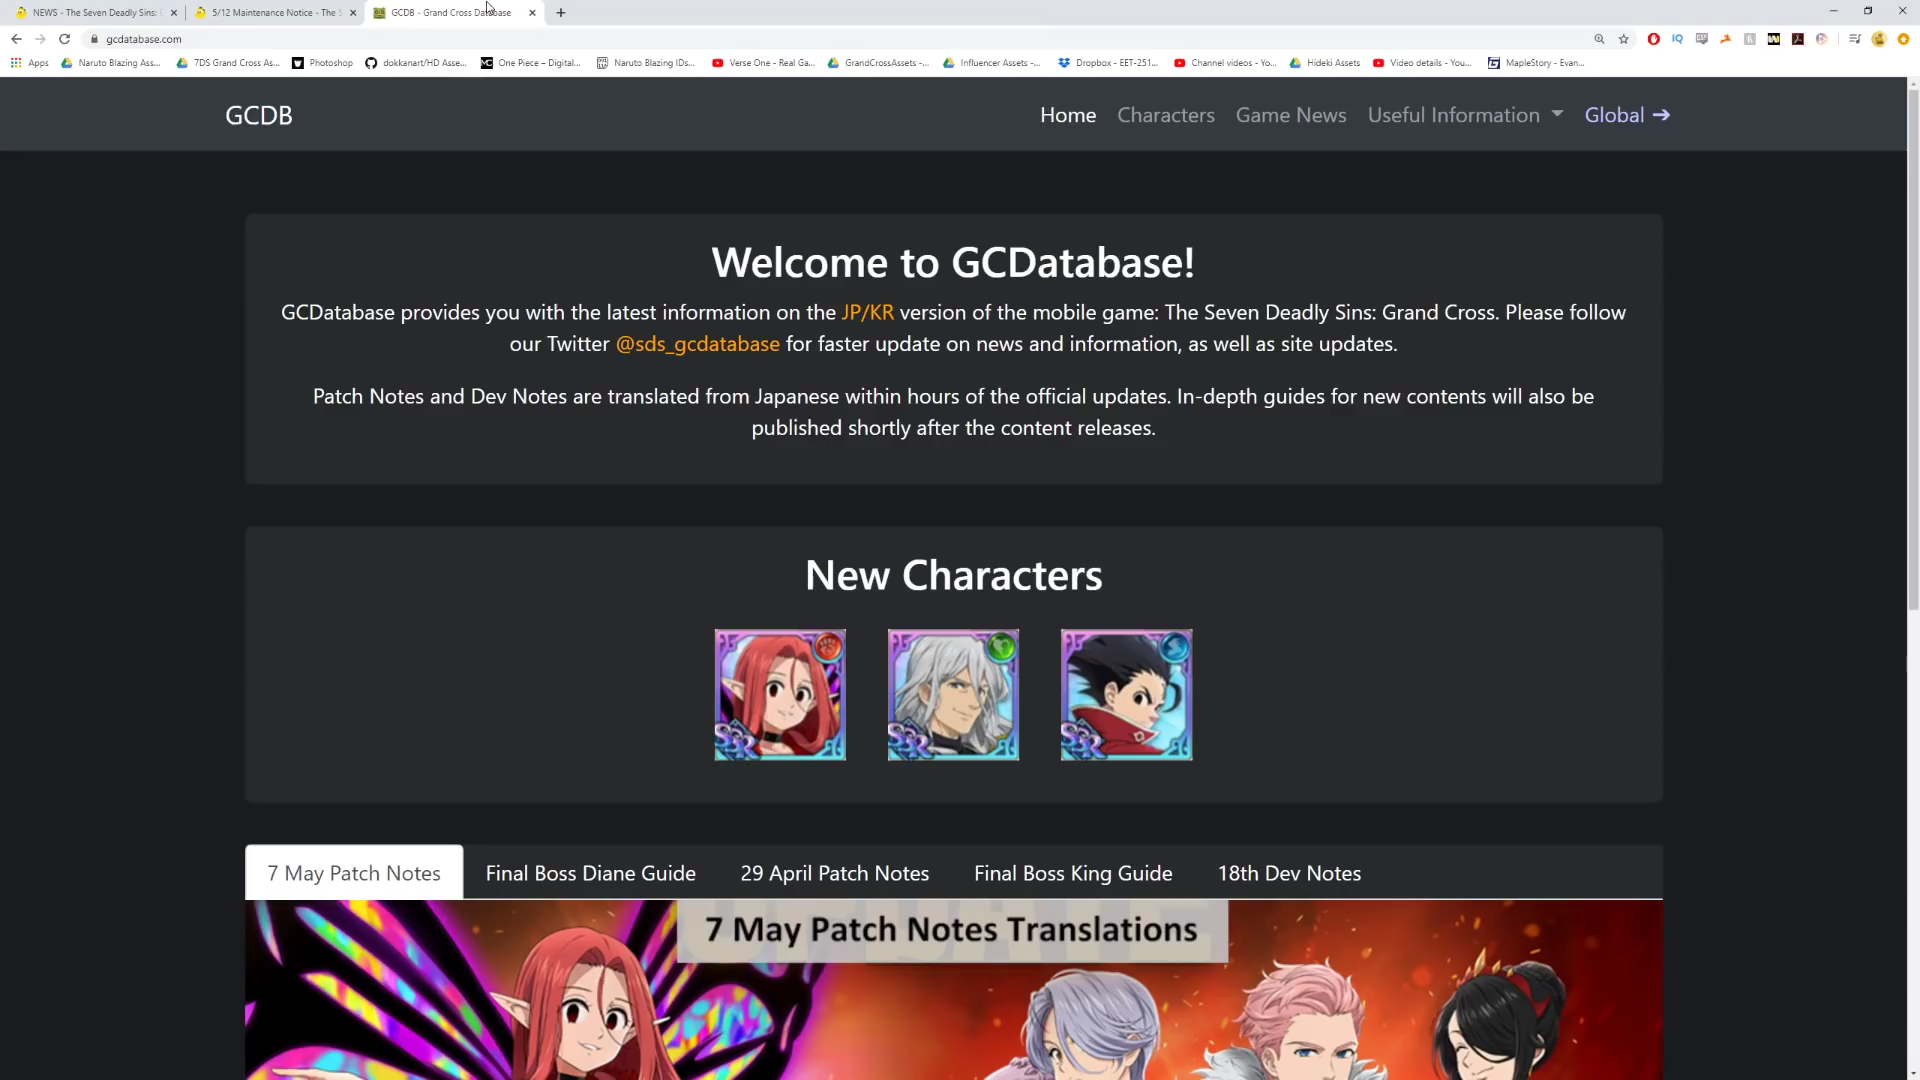 NEWS - The Seven Deadly Sins:
5/12 Maintenance Notice - The S
GCDB - Grand Cross Database
gcdatabase.com
Apps
Naruto Blazing Ass...
7DS Grand Cross As...
Photoshop
dokkanart/HD Asse...
One Piece – Digital...
Naruto Blazing IDs...
Verse One - Real Ga...
GrandCrossAssets -...
Influencer Assets -...
Dropbox - EET-251...
Channel videos - Yo...
Hideki Assets
Video details - You...
MapleStory - Evan...
GCDB
Home
Characters
Game News
Useful Information
Global ➔
Welcome to GCDatabase!
GCDatabase provides you with the latest information on the JP/KR version of the mobile game: The Seven Deadly Sins: Grand Cross. Please follow
our Twitter @sds_gcdatabase for faster update on news and information, as well as site updates.
Patch Notes and Dev Notes are translated from Japanese within hours of the official updates. In-depth guides for new contents will also be
published shortly after the content releases.
New Characters
7 May Patch Notes
Final Boss Diane Guide
29 April Patch Notes
Final Boss King Guide
18th Dev Notes
7 May Patch Notes Translations